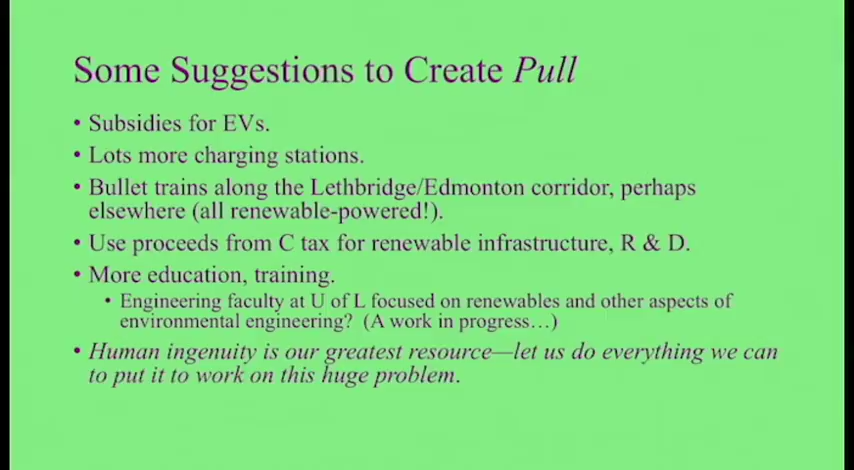 Some Suggestions to Create Pull
• Subsidies for EVs.
• Lots more charging stations.
• Bullet trains along the Lethbridge/Edmonton corridor, perhaps
elsewhere (all renewable-powered!).
• Use proceeds from C tax for renewable infrastructure, R & D.
• More education, training.
• Engineering faculty at U of L focused on renewables and other aspects of
environmental engineering? (A work in progress…)
• Human ingenuity is our greatest resource—let us do everything we can
to put it to work on this huge problem.